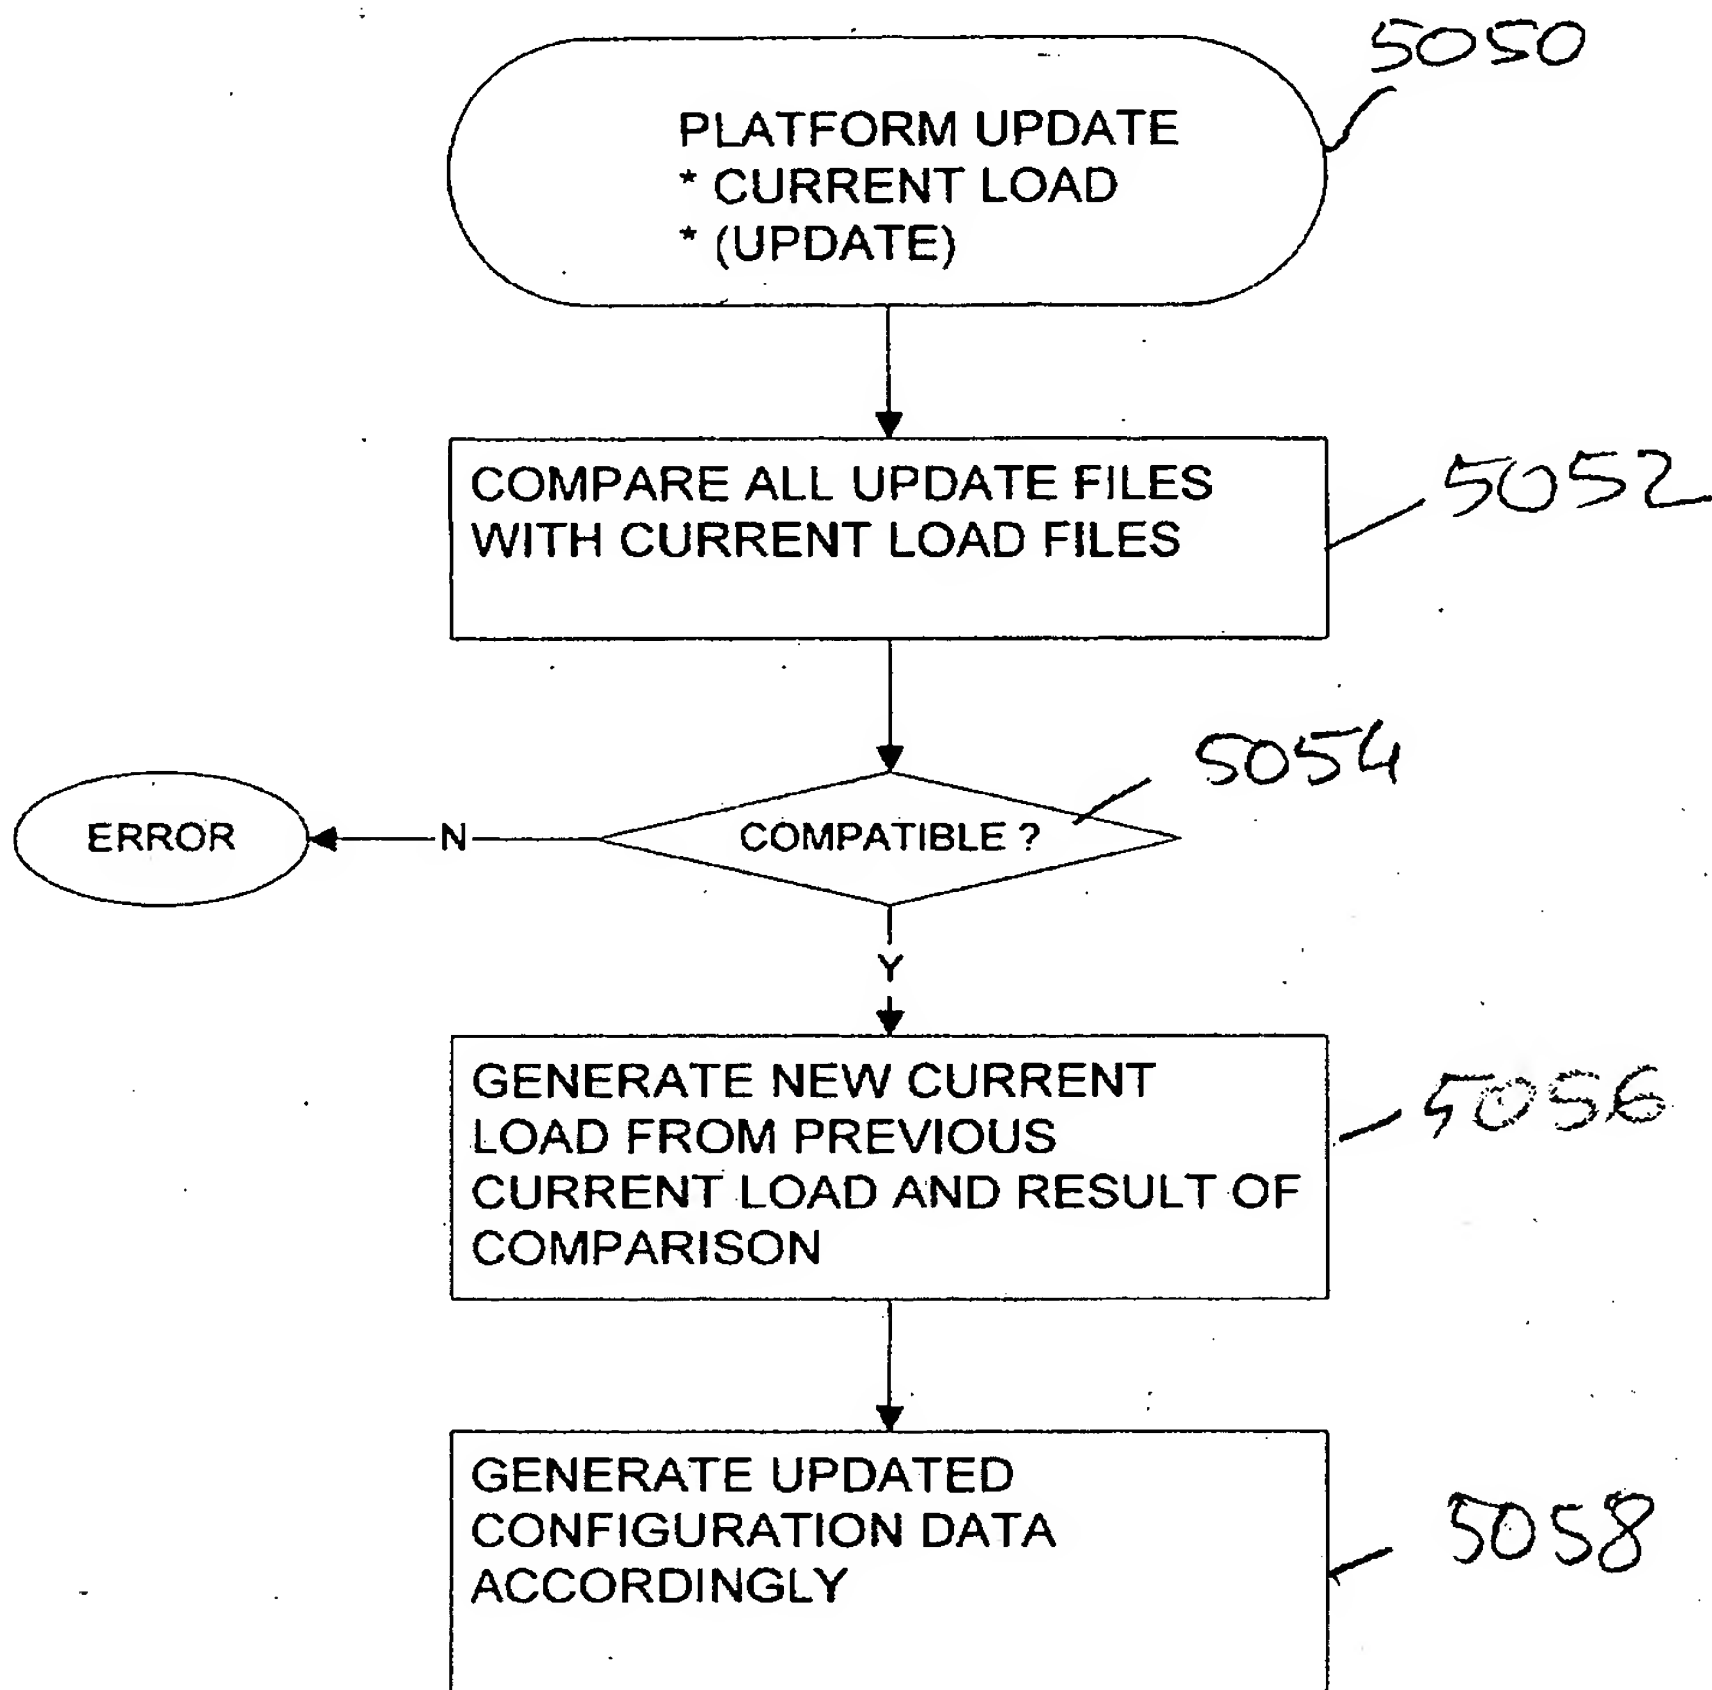 5050
PLATFORM UPDATE
* CURRENT LOAD
* (UPDATE)
COMPARE ALL UPDATE FILES
WITH CURRENT LOAD FILES
5052
5054
ERROR
N
COMPATIBLE ?
Y
GENERATE NEW CURRENT
LOAD FROM PREVIOUS
CURRENT LOAD AND RESULT OF
COMPARISON
5056
GENERATE UPDATED
CONFIGURATION DATA
ACCORDINGLY
5058